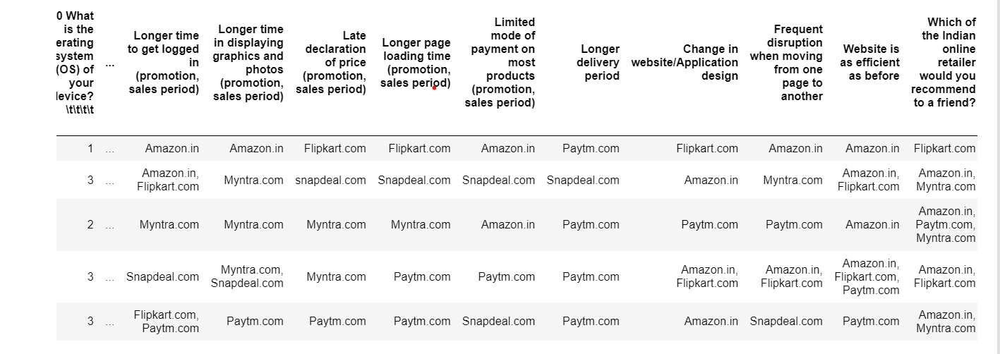 0 What
is the
erating
system
(OS) of
your
evice?
\t\t\t\t
...
Longer time
to get logged
in
(promotion,
sales period)
Longer time
in displaying
graphics and
photos
(promotion,
sales period)
Late
declaration
of price
(promotion,
sales period)
Longer page
loading time
(promotion,
sales period)
Limited
mode of
payment on
most
products
(promotion,
sales period)
Longer
delivery
period
Change in
website/Application
design
Frequent
disruption
when moving
from one
page to
another
Website is
as efficient
as before
Which of
the Indian
online
retailer
would you
recommend
to a friend?
1
...
Amazon.in
Amazon.in
Flipkart.com
Flipkart.com
Amazon.in
Paytm.com
Flipkart.com
Amazon.in
Amazon.in
Flipkart.com
3
...
Amazon.in,
Flipkart.com
Myntra.com
snapdeal.com
Snapdeal.com
Snapdeal.com
Snapdeal.com
Amazon.in
Myntra.com
Amazon.in,
Flipkart.com
Amazon.in,
Myntra.com
2
...
Myntra.com
Myntra.com
Myntra.com
Myntra.com
Amazon.in
Paytm.com
Paytm.com
Paytm.com
Amazon.in
Amazon.in,
Paytm.com,
Myntra.com
3
...
Snapdeal.com
Myntra.com,
Snapdeal.com
Myntra.com
Paytm.com
Paytm.com
Paytm.com
Amazon.in,
Flipkart.com
Amazon.in,
Flipkart.com
Amazon.in,
Flipkart.com,
Paytm.com
Amazon.in,
Flipkart.com
3
...
Flipkart.com,
Paytm.com
Paytm.com
Paytm.com
Paytm.com
Snapdeal.com
Paytm.com
Amazon.in
Snapdeal.com
Paytm.com
Amazon.in,
Myntra.com